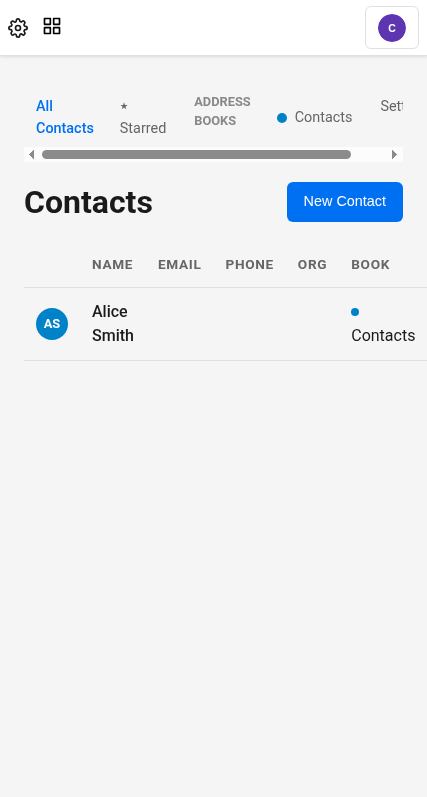 C
All
Contacts
★
Starred
ADDRESS
BOOKS
Contacts
Contacts
New Contact
NAME EMAIL PHONE ORG BOOK
AS
Alice
Smith
Contacts